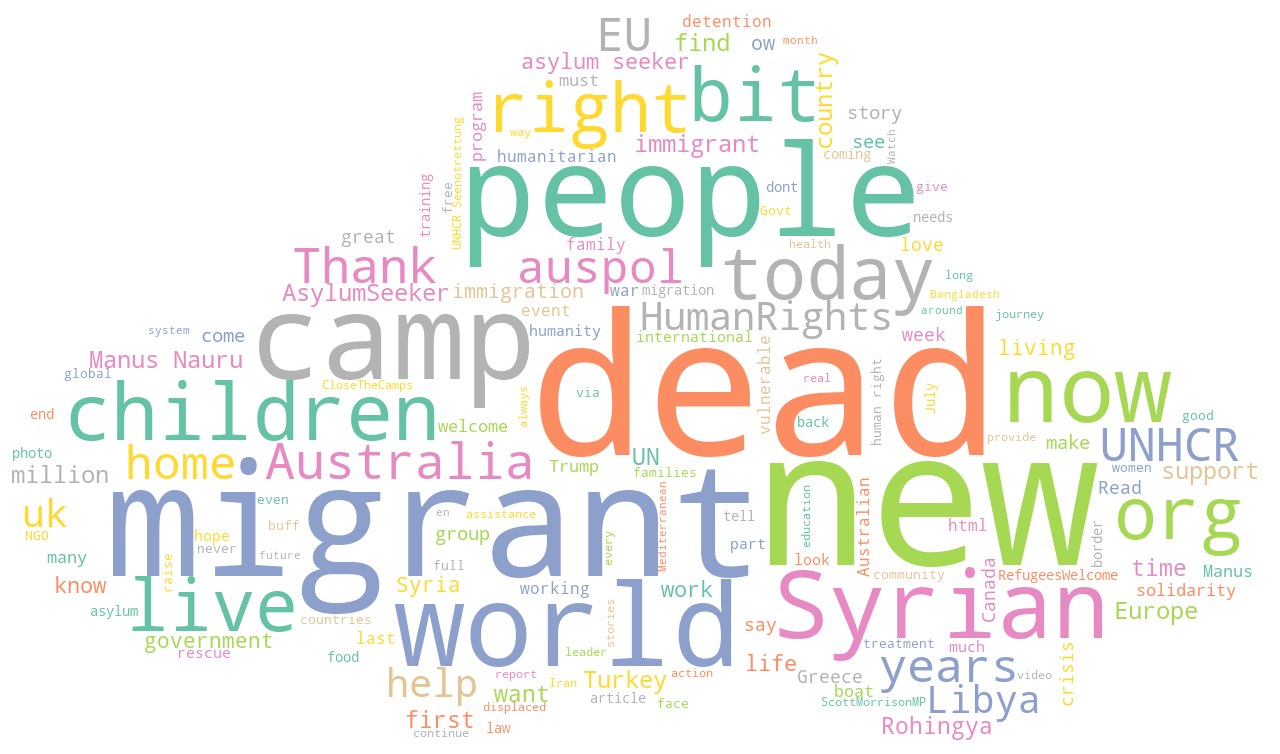 EU
detention
find
ow
month
asylum seeker
must
right
bit
country
program
way
story
immigrant
see
Watch
humanitarian
coming
UNHCR Seenotrettung
people
dont
give
training
free
Govt
needs
great
family
health
love
Thank
auspol
today
long
AsylumSeeker
immigration
war
migration
Bangladesh
event
HumanRights
around
journey
system
come
camp
humanity
international
week
living
Manus Nauru
dead
vulnerable
global
CloseTheCamps
via
real
July
now
children
always
human right
end
welcome
back
good
provide
make
UNHCR
photo
home
Australia
UN
Trump
families
women
support
million
migrant
new
Read
uk
even
en
assistance
Mediterranean
education
Australian
org
NGO
buff
tell
html
hope
never
group
every
part
border
many
future
full
look
raise
know
Syria
working
work
Syrian
community
Canada
RefugeesWelcome
time
Manus
live
world
solidarity
asylum
countries
stories
say
Europe
government
last
treatment
much
rescue
food
leader
life
years
crisis
help
report
action
Greece
video
want
Iran
Turkey
boat
Libya
article
face
ScottMorrisonMP
first
displaced
law
Rohingya
continue